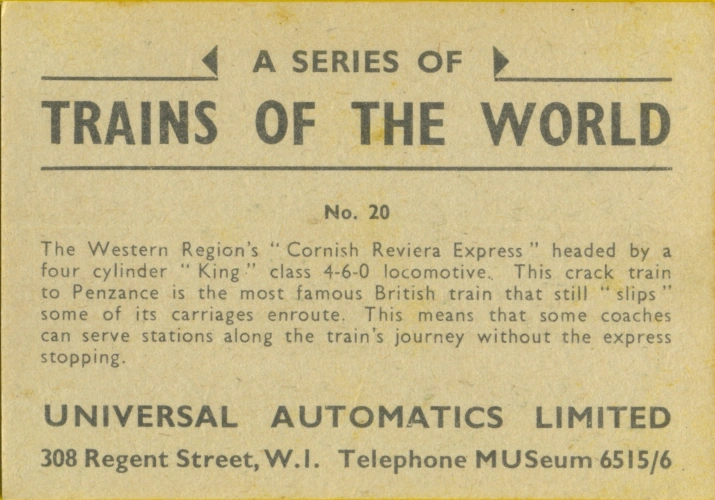 A SERIES OF
TRAINS OF THE WORLD
No. 20
The Western Region's "Cornish Reviera Express" headed by a
four cylinder "King" class 4-6-0 locomotive. This crack train
to Penzance is the most famous British train that still "slips"
some of its carriages enroute. This means that some coaches
can serve stations along the train's journey without the express
stopping.
UNIVERSAL AUTOMATICS LIMITED
308 Regent Street, W.I. Telephone MUSeum 6515/6